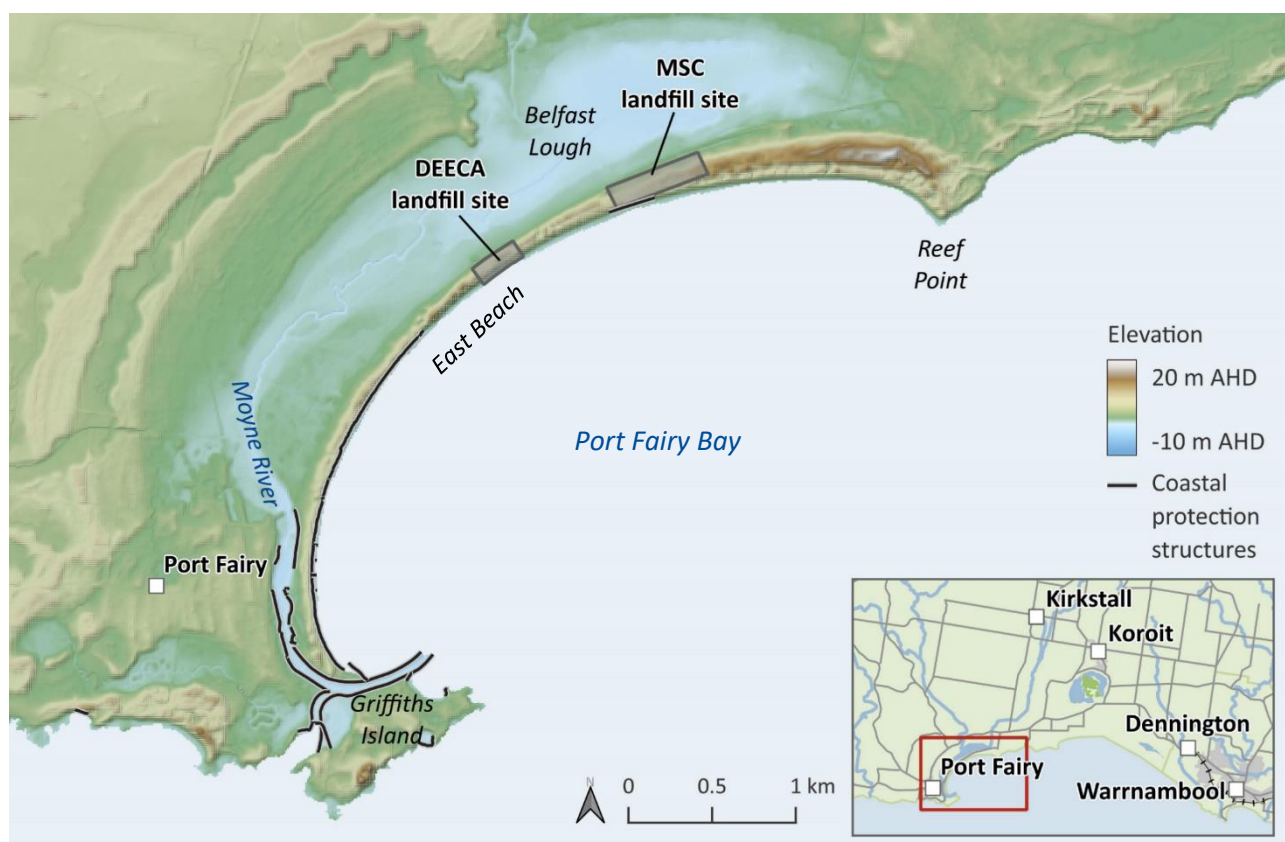 MSC
landfill site
Belfast
Lough
DEECA
landfill site
Reef
Point
East Beach
Elevation
20 m AHD
-10 m AHD
Coastal
protection
structures
Moyne River
Port Fairy Bay
Port Fairy
Griffiths
Island
N
0 0.5 1 km
Kirkstall
Koroit
Dennington
Port Fairy
Warrnambool